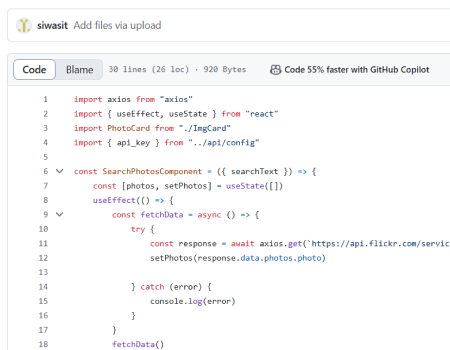 siwasit Add files via upload
Code Blame 30 lines (26 loc) · 920 Bytes Code 55% faster with GitHub Copilot
1 import axios from "axios"
2 import { useEffect, useState } from "react"
3 import PhotoCard from "./ImgCard"
4 import { api_key } from "../api/config"
5
6 const SearchPhotosComponent = ({ searchText }) => {
7 const [photos, setPhotos] = useState([])
8 useEffect(() => {
9 const fetchData = async () => {
10 try {
11 const response = await axios.get(`https://api.flickr.com/servic
12 setPhotos(response.data.photos.photo)
13
14 } catch (error) {
15 console.log(error)
16 }
17 }
18 fetchData()